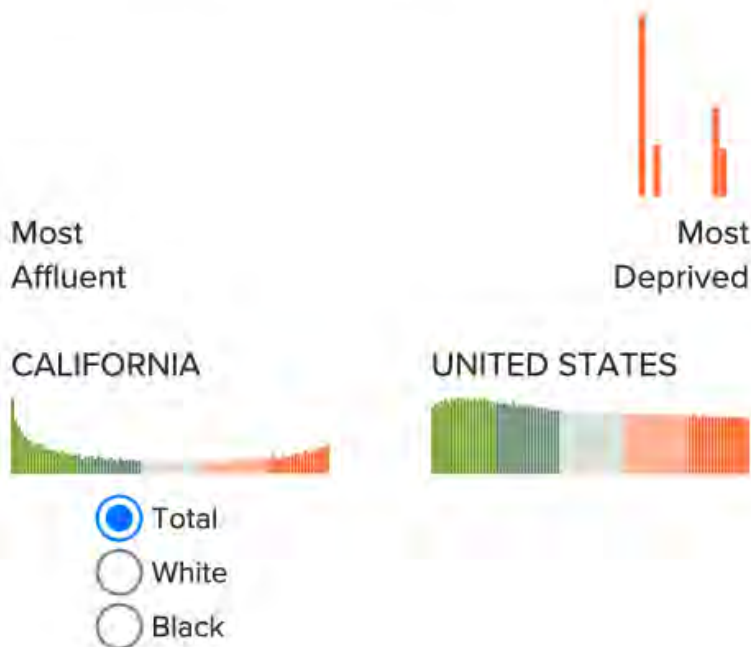 Most
Affluent
Most
Deprived
CALIFORNIA
UNITED STATES
Total
White
Black